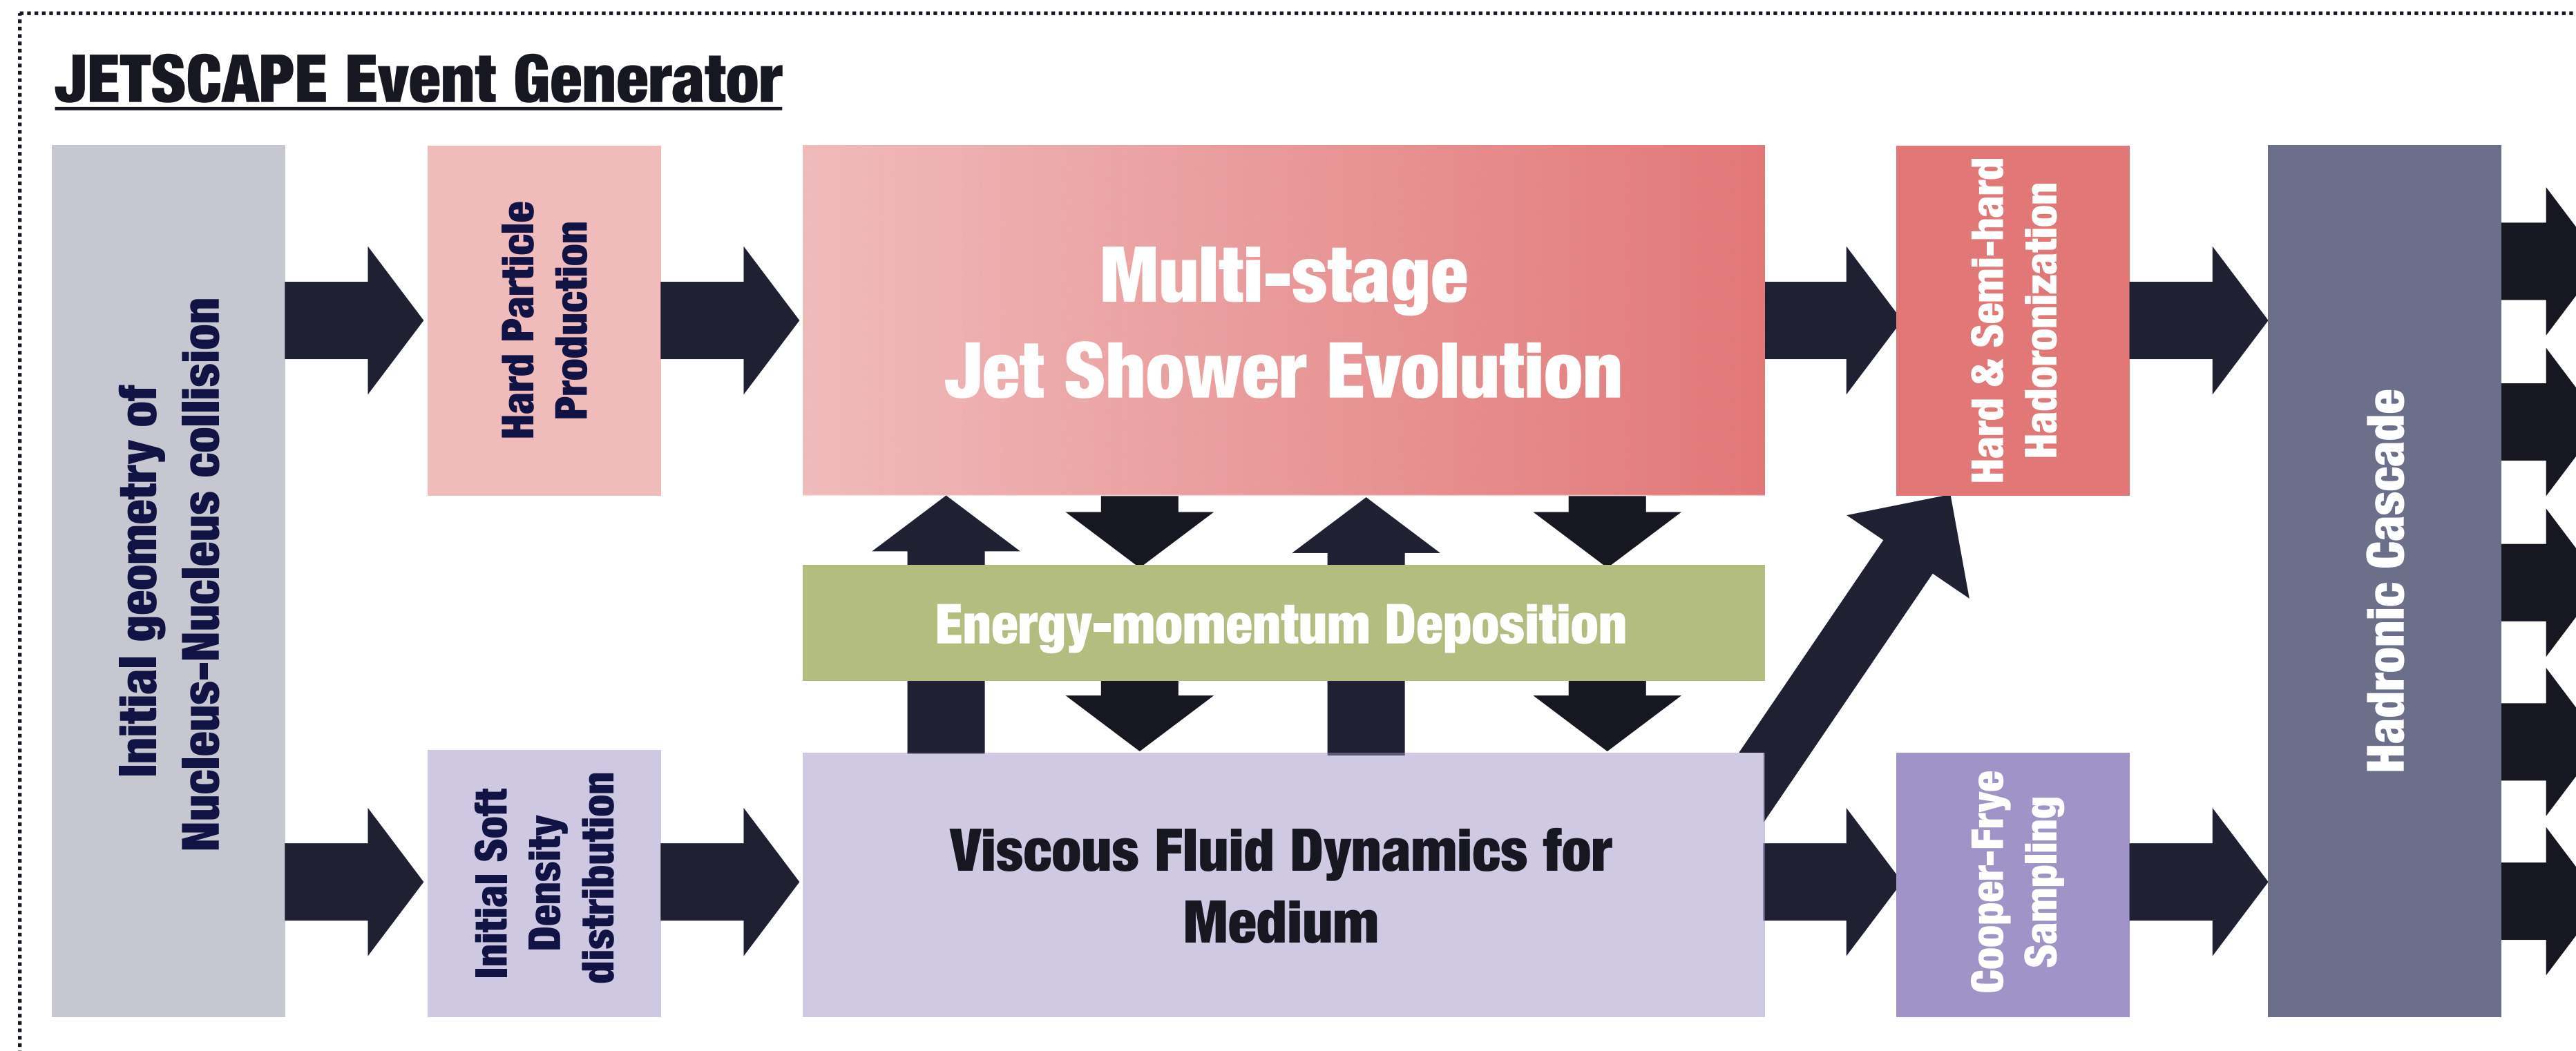 JETSCAPE Event Generator
Initial geometry of
Nucleus-Nucleus collision
Hard Particle
Production
Multi-stage
Jet Shower Evolution
Hard & Semi-hard
Hadoronization
Energy-momentum Deposition
Initial Soft
Density
distribution
Viscous Fluid Dynamics for
Medium
Cooper-Frye
Sampling
Hadronic Cascade